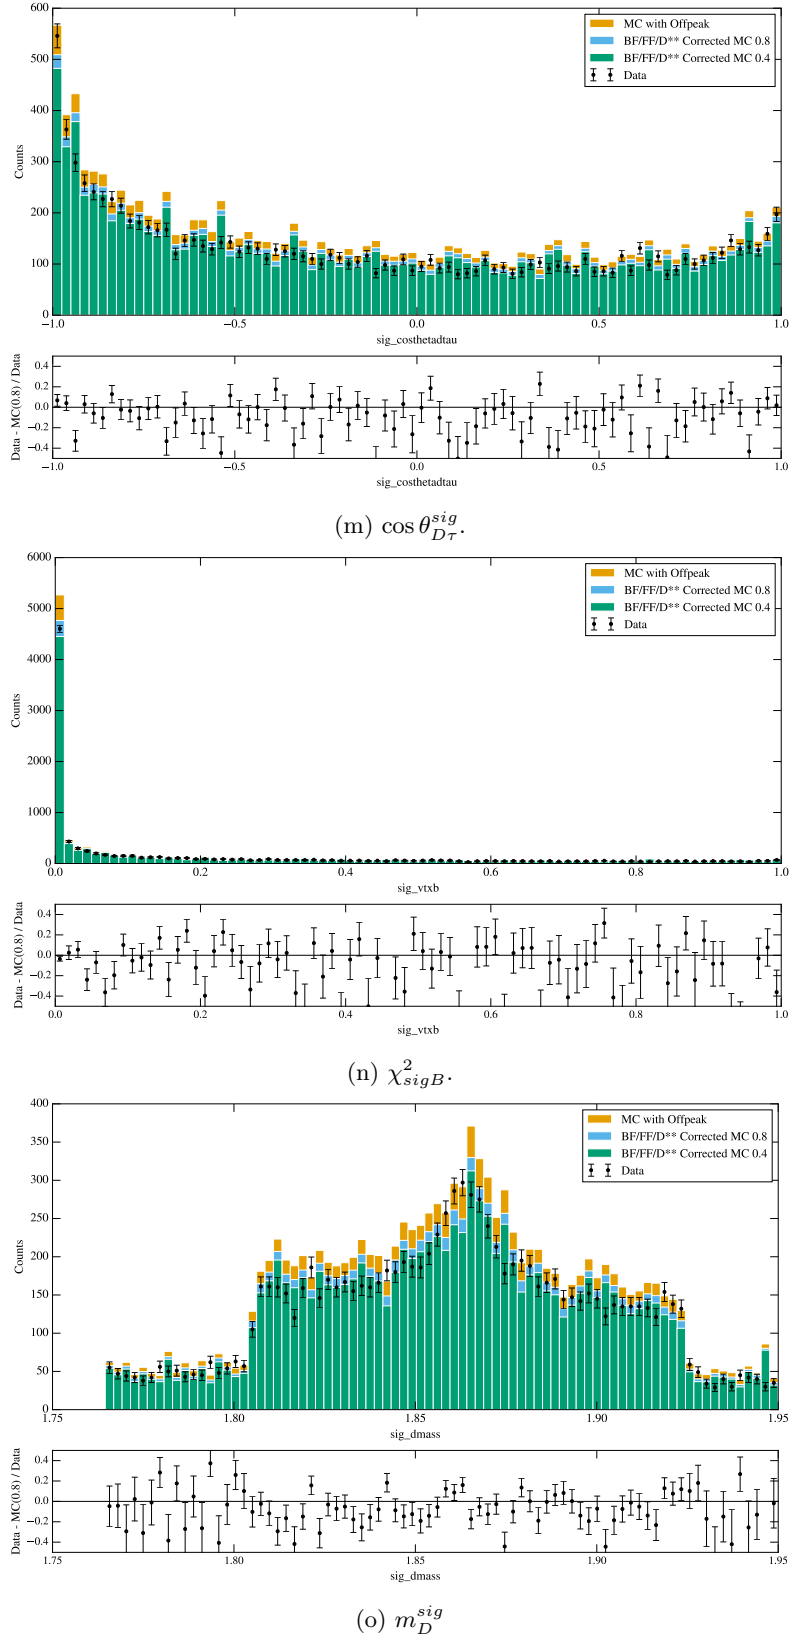 600
500
400
300
200
100
0
Counts
MC with Offpeak
BF/FF/D** Corrected MC 0.8
BF/FF/D** Corrected MC 0.4
Data
−1.0 −0.5 0.0 0.5 1.0
sig_costhetadtau
0.4
0.2
0.0
−0.2
−0.4
Data - MC(0.8) / Data
−1.0 −0.5 0.0 0.5 1.0
sig_costhetadtau
(m) cos θ_{Dτ}^{sig}.
6000
5000
4000
3000
2000
1000
0
Counts
MC with Offpeak
BF/FF/D** Corrected MC 0.8
BF/FF/D** Corrected MC 0.4
Data
0.0 0.2 0.4 0.6 0.8 1.0
sig_vtxb
0.4
0.2
0.0
−0.2
−0.4
Data - MC(0.8) / Data
0.0 0.2 0.4 0.6 0.8 1.0
sig_vtxb
(n) χ²_{sigB}.
400
350
300
250
200
150
100
50
0
Counts
MC with Offpeak
BF/FF/D** Corrected MC 0.8
BF/FF/D** Corrected MC 0.4
Data
1.75 1.80 1.85 1.90 1.95
sig_dmass
0.4
0.2
0.0
−0.2
−0.4
Data - MC(0.8) / Data
1.75 1.80 1.85 1.90 1.95
sig_dmass
(o) m_D^{sig}